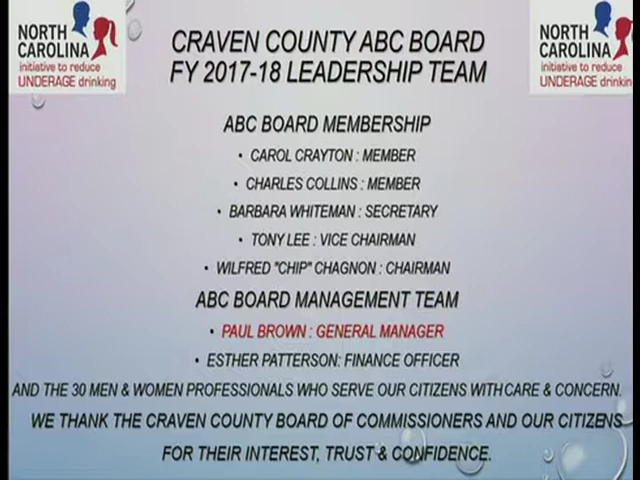 NORTH
CAROLINA
initiative to reduce
UNDERAGE drinking
NORTH
CAROLINA
initiative to reduce
UNDERAGE drinking
CRAVEN COUNTY ABC BOARD
FY 2017-18 LEADERSHIP TEAM
ABC BOARD MEMBERSHIP
• CAROL CRAYTON : MEMBER
• CHARLES COLLINS : MEMBER
• BARBARA WHITEMAN : SECRETARY
• TONY LEE : VICE CHAIRMAN
• WILFRED "CHIP" CHAGNON : CHAIRMAN
ABC BOARD MANAGEMENT TEAM
• PAUL BROWN : GENERAL MANAGER
• ESTHER PATTERSON: FINANCE OFFICER
AND THE 30 MEN & WOMEN PROFESSIONALS WHO SERVE OUR CITIZENS WITH CARE & CONCERN.
WE THANK THE CRAVEN COUNTY BOARD OF COMMISSIONERS AND OUR CITIZENS
FOR THEIR INTEREST, TRUST & CONFIDENCE.